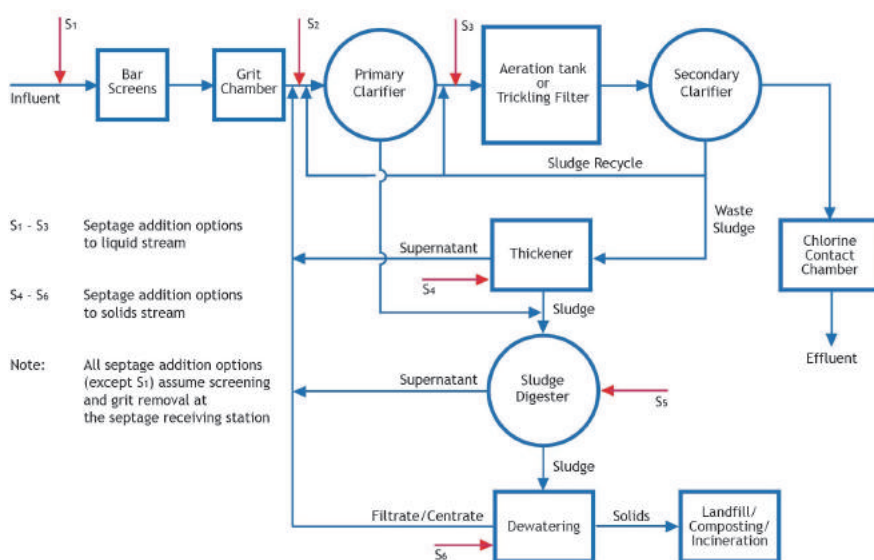 S1
S2
S3
Influent
Bar
Screens
Grit
Chamber
Primary
Clarifier
Aeration tank
or
Trickling Filter
Secondary
Clarifier
Sludge Recycle
Waste
Sludge
S1 - S3 Septage addition options
to liquid stream
Supernatant
Thickener
Chlorine
Contact
Chamber
S4
S4 - S6 Septage addition options
to solids stream
Sludge
Effluent
Note: All septage addition options
(except S1) assume screening
and grit removal at
the septage receiving station
Supernatant
Sludge
Digester
S5
Sludge
Filtrate/Centrate
Dewatering
Solids
Landfill/
Composting/
Incineration
S6